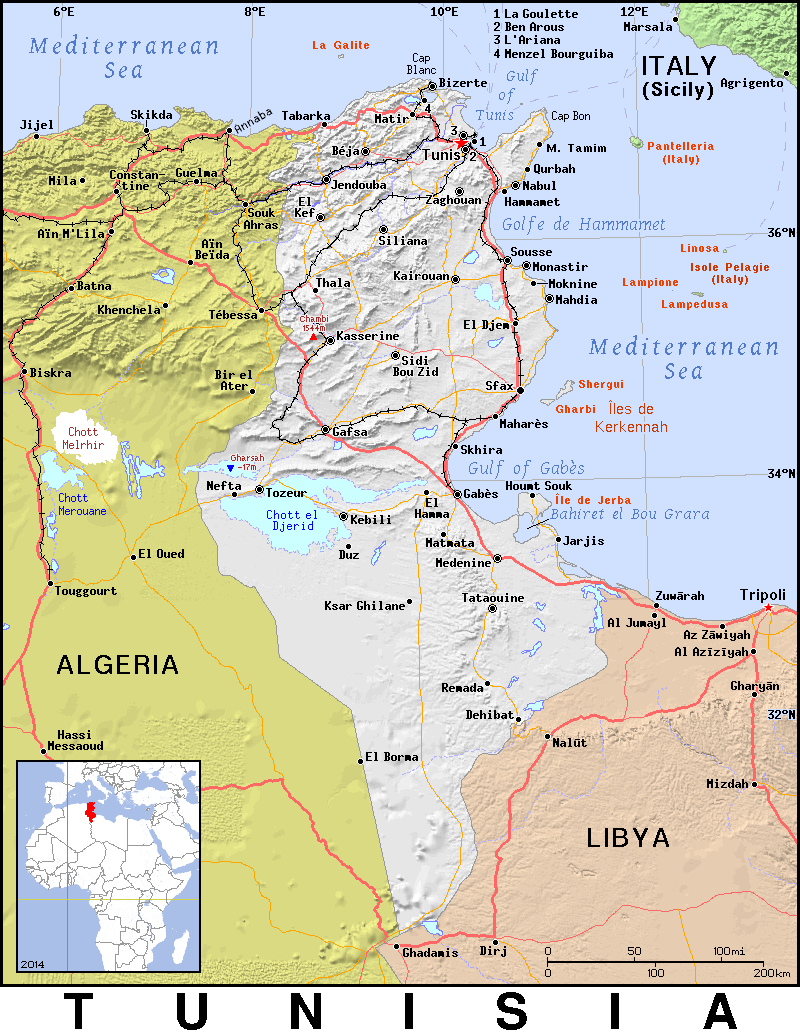 6°E
8°E
10°E
12°E
1 La Goulette
2 Ben Arous
3 L'Ariana
4 Menzel Bourguiba
Marsala
Mediterranean
Sea
La Galite
Cap
Blanc
Bizerte
ITALY
(Sicily)
Agrigento
Gulf
of
Tunis
Jijel
Skikda
Annaba
Tabarka
Matir
4
Cap Bon
Pantelleria
(Italy)
Béja
3
1
Tunis
2
M. Tamim
Mila
Constan-
tine
Guelma
Jendouba
Qurbah
Nabul
Hammamet
Zaghouan
Souk
Ahras
El
Kef
Golfe de Hammamet
36°N
Aïn M'Lila
Aïn
Beïda
Siliana
Linosa
Sousse
Monastir
Isole Pelagie
(Italy)
Batna
Thala
Kairouan
Moknine
Mahdia
Lampione
Lampedusa
Khenchela
Tébessa
Chambi
1544m
El Djem
Kasserine
Mediterranean
Sea
Sidi
Bou Zid
Biskra
Bir el
Ater
Sfax
Shergui
Gharbi
Îles de
Kerkennah
Maharès
Chott
Melrhir
Gafsa
Skhira
Gharsah
-17m
Gulf of Gabès
34°N
Nefta
Tozeur
Chott
Merouane
Chott el
Djerid
Kebili
El
Hamma
Gabès
Houmt Souk
Île de Jerba
Bahiret el Bou Grara
El Oued
Duz
Matmata
Jarjis
Medenine
Touggourt
Ksar Ghilane
Tataouine
Zuwārah
Tripoli
Al Jumayl
Az Zāwiyah
Al Azīzīyah
ALGERIA
Remada
Gharyān
Dehibat
32°N
Hassi
Messaoud
El Borma
Nalūt
Mizdah
LIBYA
2014
Ghadamis
Dirj
0
50
100mi
0
100
200km
T U N I S I A